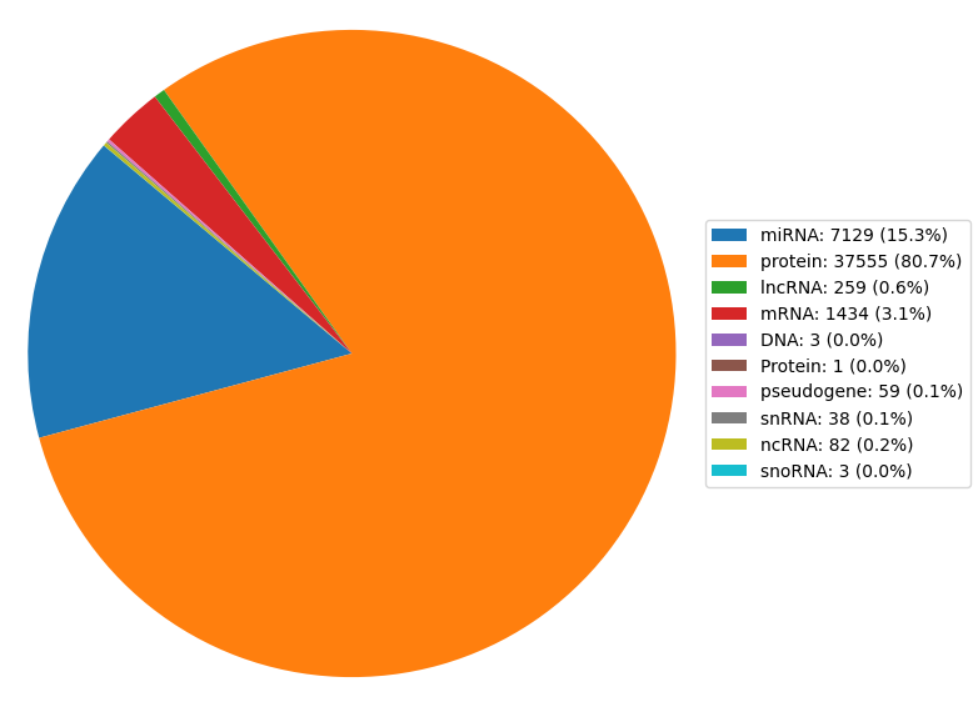 miRNA: 7129 (15.3%)
protein: 37555 (80.7%)
lncRNA: 259 (0.6%)
mRNA: 1434 (3.1%)
DNA: 3 (0.0%)
Protein: 1 (0.0%)
pseudogene: 59 (0.1%)
snRNA: 38 (0.1%)
ncRNA: 82 (0.2%)
snoRNA: 3 (0.0%)